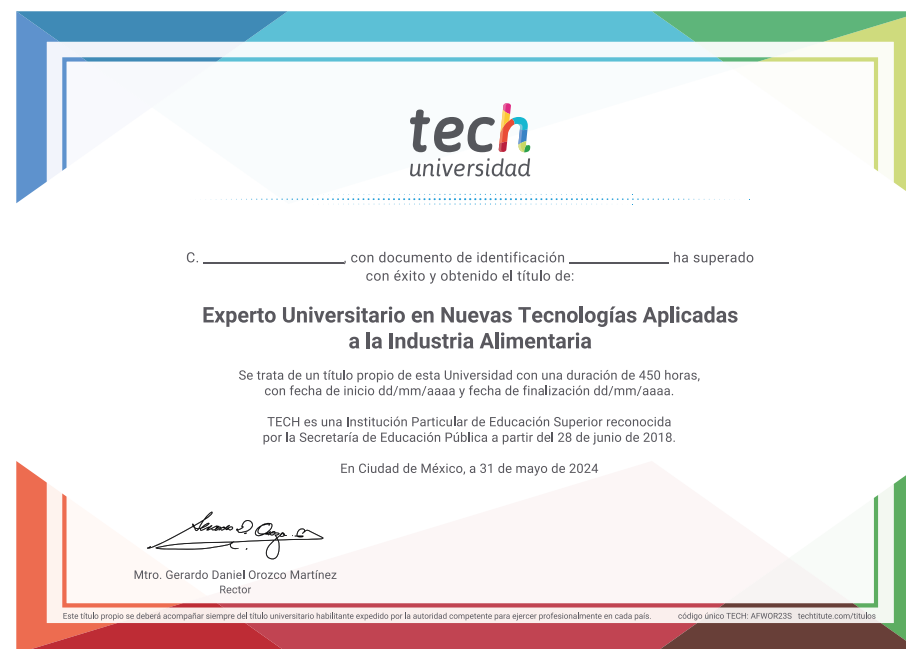 tech
universidad
C. ____________________, con documento de identificación ______________ ha superado
con éxito y obtenido el título de:
Experto Universitario en Nuevas Tecnologías Aplicadas
a la Industria Alimentaria
Se trata de un título propio de esta Universidad con una duración de 450 horas,
con fecha de inicio dd/mm/aaaa y fecha de finalización dd/mm/aaaa.
TECH es una Institución Particular de Educación Superior reconocida
por la Secretaría de Educación Pública a partir del 28 de junio de 2018.
En Ciudad de México, a 31 de mayo de 2024
Mtro. Gerardo Daniel Orozco Martínez
Rector
Este título propio se deberá acompañar siempre del título universitario habilitante expedido por la autoridad competente para ejercer profesionalmente en cada país. código único TECH: AFWOR23S techtitute.com/titulos